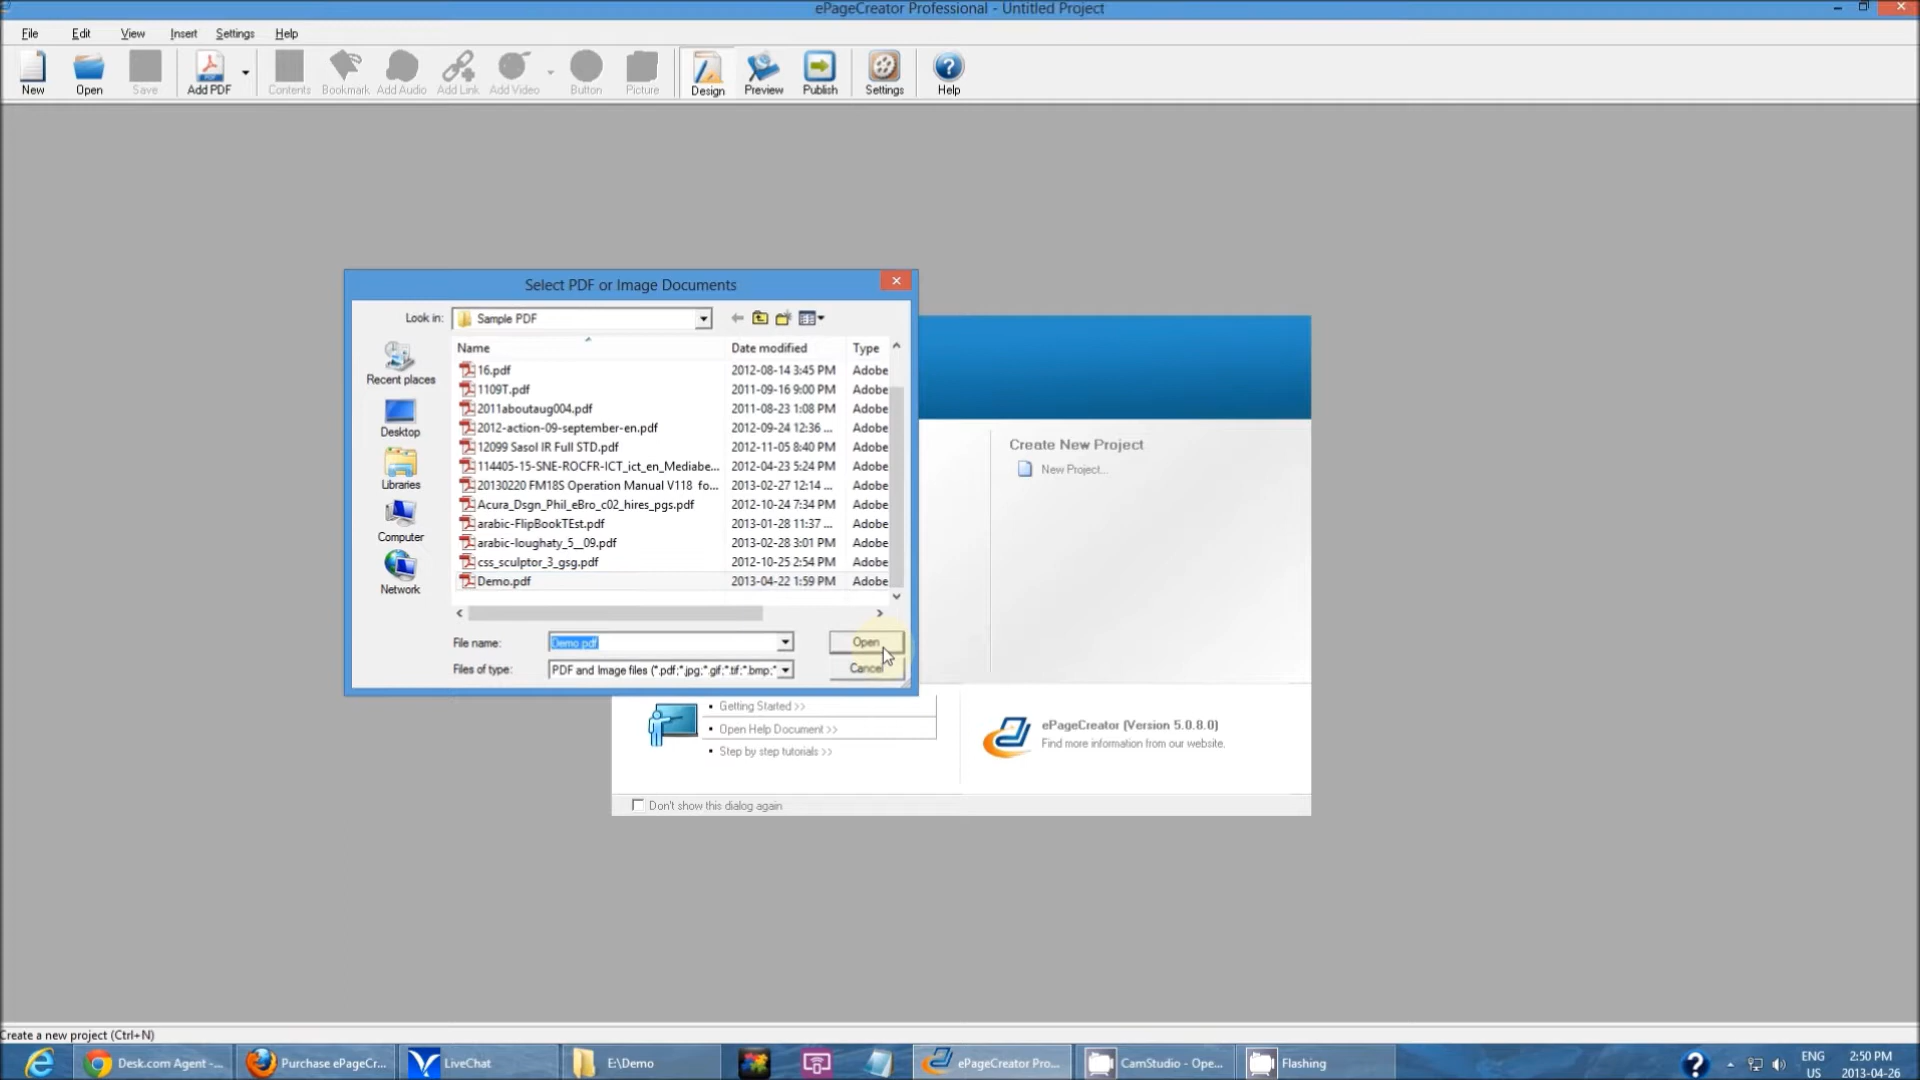 ePageCreator Professional - Untitled Project
File Edit View Insert Settings Help
New Open Save Add PDF Contents Bookmark Add Audio Add Link Add Video Button Picture Design Preview Publish Settings Help
Select PDF or Image Documents
Look in: Sample PDF
Name Date modified Type
16.pdf 2012-08-14 3:45 PM Adobe
1109T.pdf 2011-09-16 9:00 PM Adobe
2011aboutaug004.pdf 2011-08-23 1:08 PM Adobe
2012-action-09-september-en.pdf 2012-09-24 12:36 ... Adobe
12099 Sasol IR Full STD.pdf 2012-11-05 8:40 PM Adobe
114405-15-SNE-ROCFR-ICT_ict_en_Mediabe... 2012-04-23 5:24 PM Adobe
20130220 FM18S Operation Manual V118 fo... 2013-02-27 12:14 ... Adobe
Acura_Dsgn_Phil_eBro_c02_hires_pgs.pdf 2012-10-24 7:34 PM Adobe
arabic-FlipBookTEst.pdf 2013-01-28 11:37 ... Adobe
arabic-loughaty_5__09.pdf 2013-02-28 3:01 PM Adobe
css_sculptor_3_gsg.pdf 2012-10-25 2:54 PM Adobe
Demo.pdf 2013-04-22 1:59 PM Adobe
Recent places
Desktop
Libraries
Computer
Network
File name: Demo.pdf Open
Files of type: PDF and Image files (*.pdf;*.jpg;*.gif;*.tif;*.bmp;* Cancel
Create New Project
New Project...
Getting Started >>
Open Help Document >>
Step by step tutorials >>
ePageCreator (Version 5.0.8.0)
Find more information from our website.
Don't show this dialog again
Create a new project (Ctrl+N)
Desk.com Agent -... Purchase ePageCr... LiveChat E:\Demo ePageCreator Pro... CamStudio - Ope... Flashing
ENG 2:50 PM
US 2013-04-26